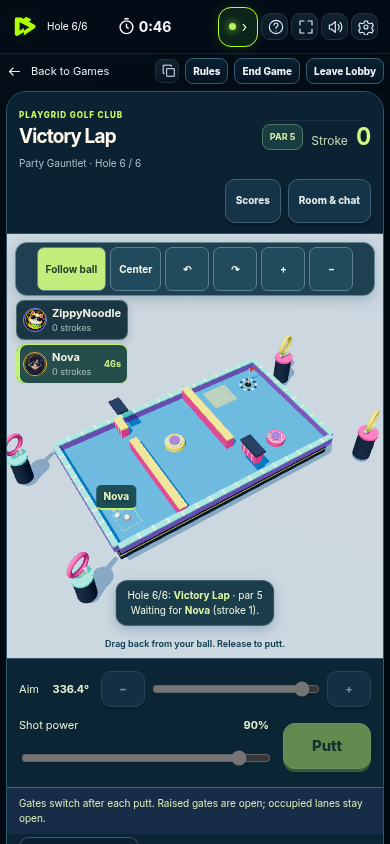 Hole 6/6
0:46
›
Back to Games
Rules
End Game
Leave Lobby
PLAYGRID GOLF CLUB
Victory Lap
PAR 5
Stroke 0
Party Gauntlet · Hole 6 / 6
Scores
Room & chat
Follow ball
Center
↶
↷
+
−
ZippyNoodle
0 strokes
Nova
0 strokes
46s
Nova
Hole 6/6: Victory Lap · par 5
Waiting for Nova (stroke 1).
Drag back from your ball. Release to putt.
Aim 336.4°
−
+
Shot power 90%
Putt
Gates switch after each putt. Raised gates are open; occupied lanes stay
open.